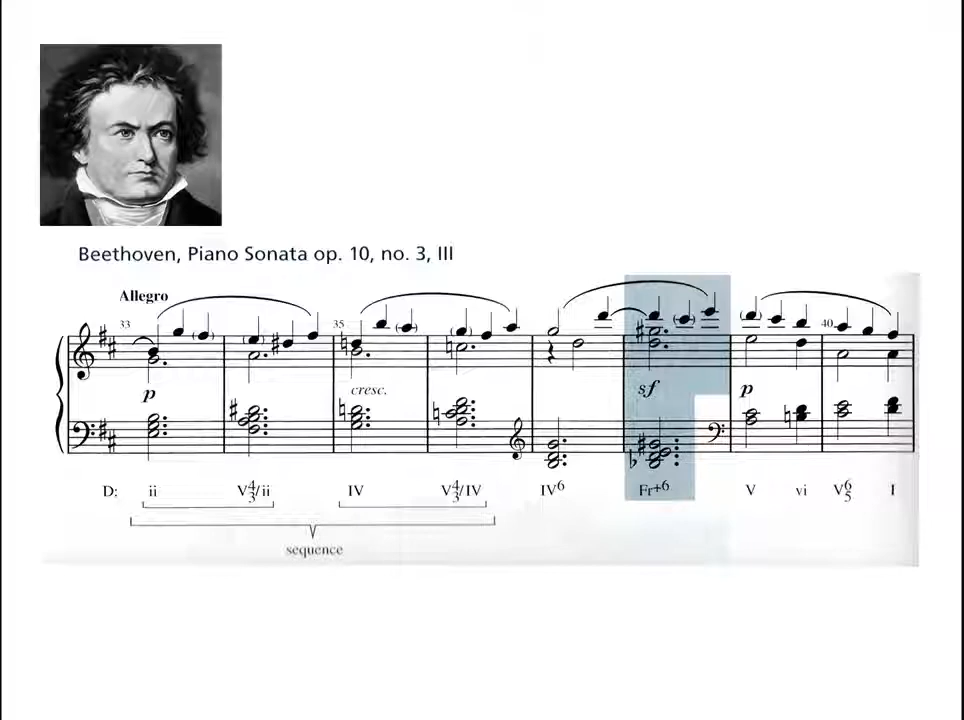 Beethoven, Piano Sonata op. 10, no. 3, III
Allegro
33 35 40
p cresc. sf p
D: ii V4/3/ii IV V4/3/IV IV6 Fr+6 V vi V6/5 I
sequence